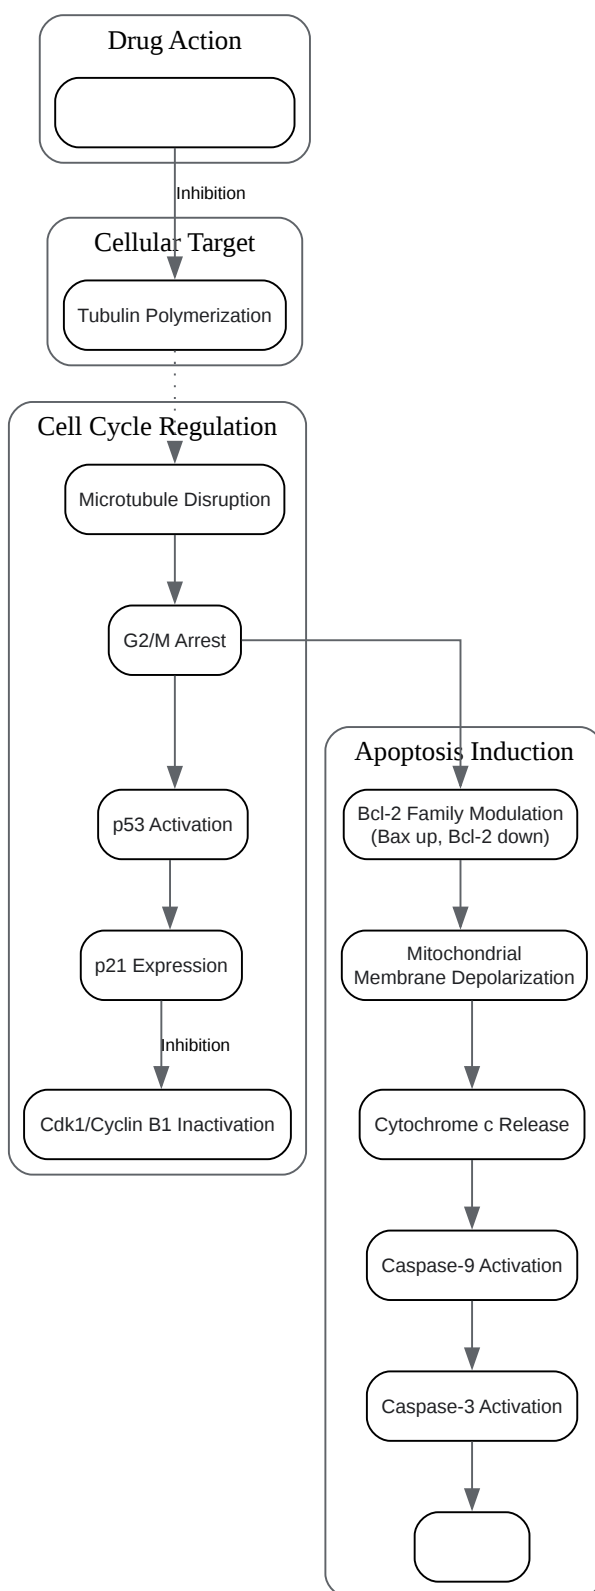 Drug Action
Inhibition
Cellular Target
Tubulin Polymerization
Cell Cycle Regulation
Microtubule Disruption
G2/M Arrest
p53 Activation
p21 Expression
Inhibition
Cdk1/Cyclin B1 Inactivation
Apoptosis Induction
Bcl-2 Family Modulation
(Bax up, Bcl-2 down)
Mitochondrial
Membrane Depolarization
Cytochrome c Release
Caspase-9 Activation
Caspase-3 Activation